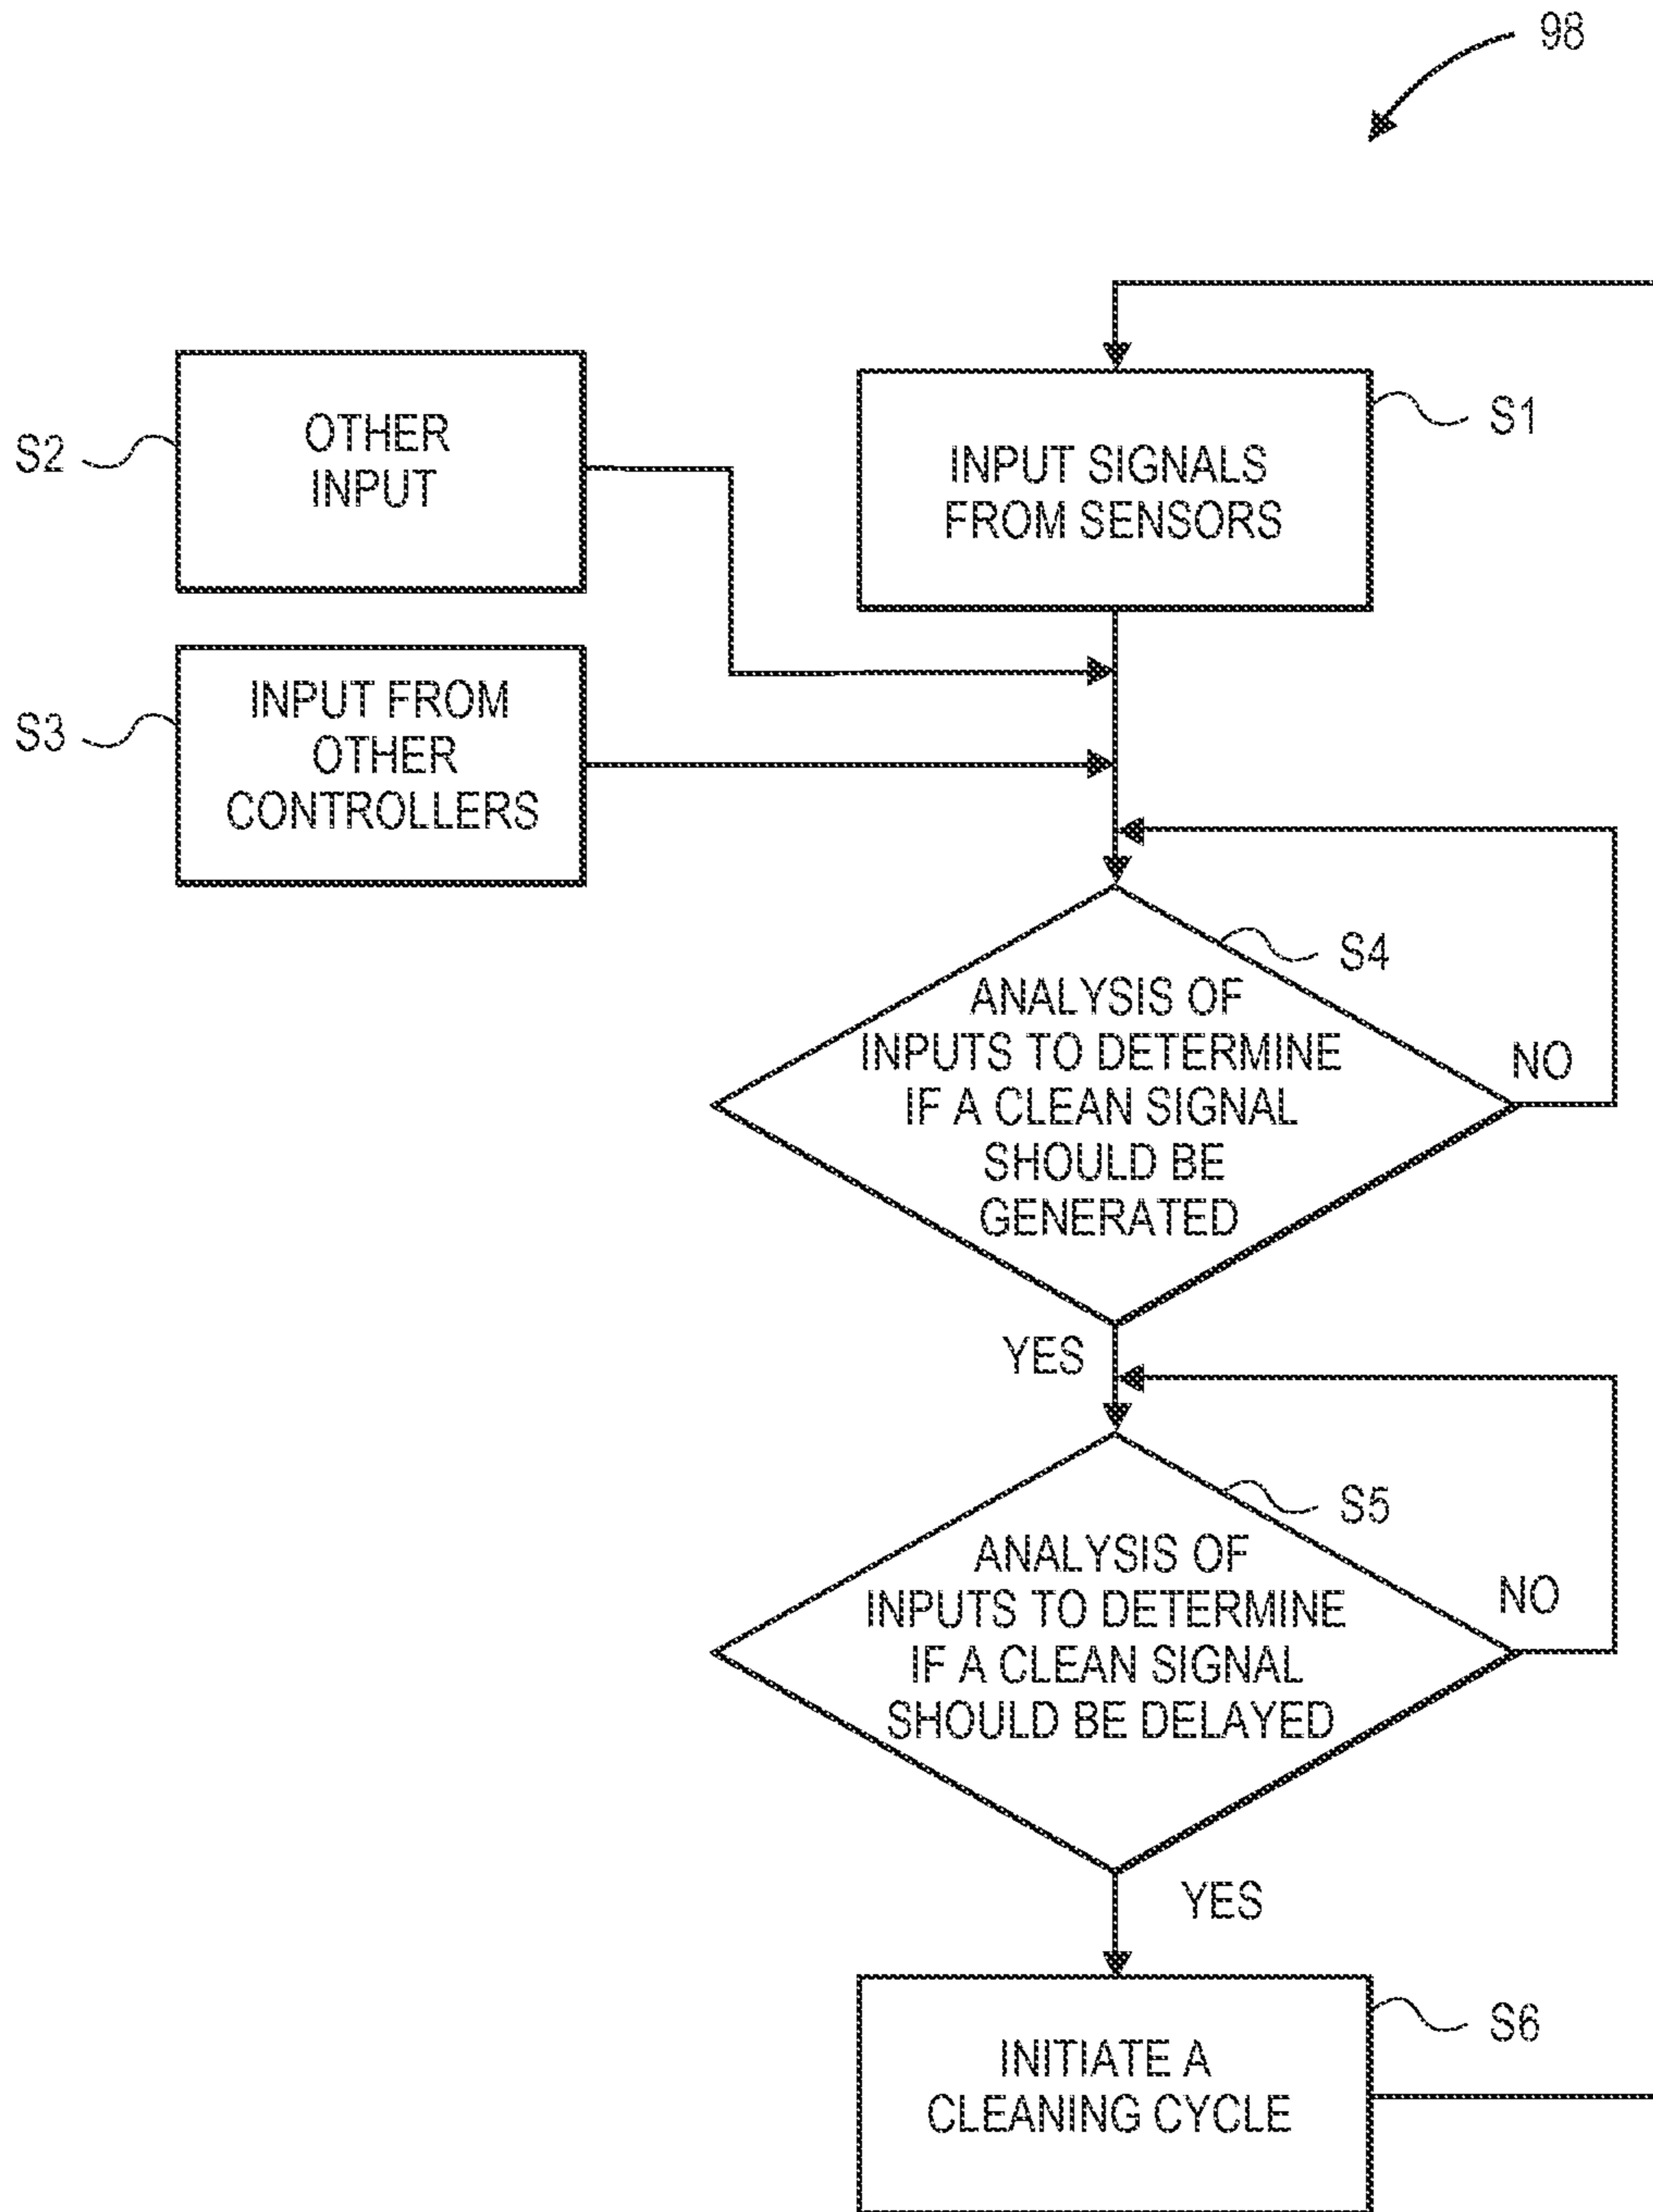 98
S1
INPUT SIGNALS
FROM SENSORS
S2
OTHER
INPUT
S3
INPUT FROM
OTHER
CONTROLLERS
S4
ANALYSIS OF
INPUTS TO DETERMINE
IF A CLEAN SIGNAL
SHOULD BE
GENERATED
NO
YES
S5
ANALYSIS OF
INPUTS TO DETERMINE
IF A CLEAN SIGNAL
SHOULD BE DELAYED
NO
YES
S6
INITIATE A
CLEANING CYCLE